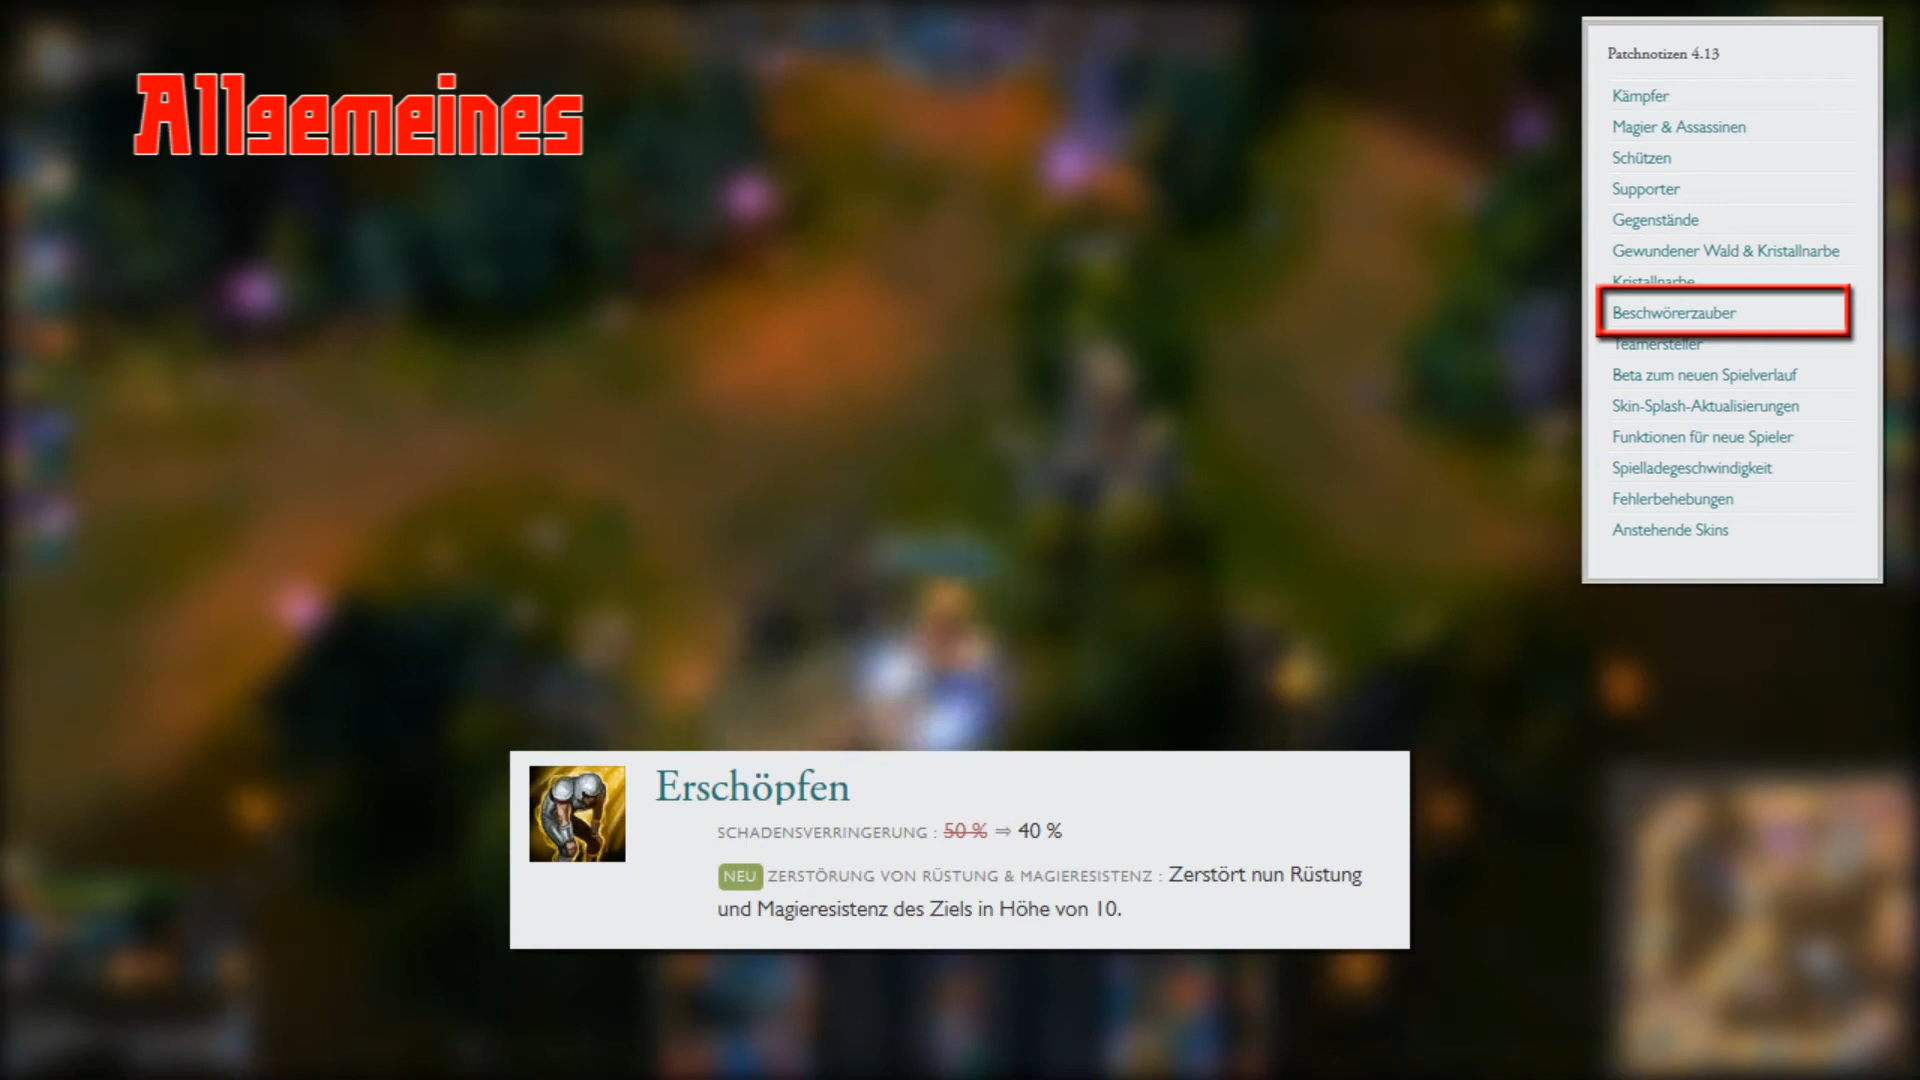 Allgemeines
Patchnotizen 4.13
Kämpfer
Magier & Assassinen
Schützen
Supporter
Gegenstände
Gewundener Wald & Kristallnarbe
Kristallnarbe
Beschwörerzauber
Teamersteller
Beta zum neuen Spielverlauf
Skin-Splash-Aktualisierungen
Funktionen für neue Spieler
Spielladegeschwindigkeit
Fehlerbehebungen
Anstehende Skins
Erschöpfen
SCHADENSVERRINGERUNG : 50 % ⇒ 40 %
NEU ZERSTÖRUNG VON RÜSTUNG & MAGIERESISTENZ : Zerstört nun Rüstung
und Magieresistenz des Ziels in Höhe von 10.